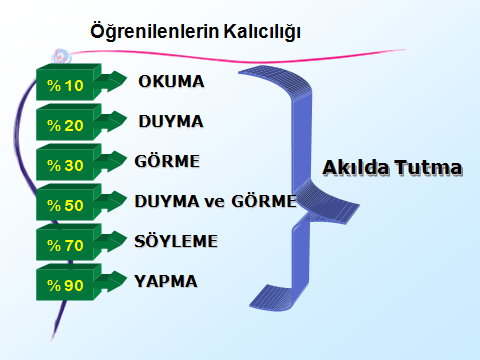 Öğrenilenlerin Kalıcılığı
%10 OKUMA
%20 DUYMA
%30 GÖRME
%50 DUYMA ve GÖRME
%70 SÖYLEME
%90 YAPMA
Akılda Tutma